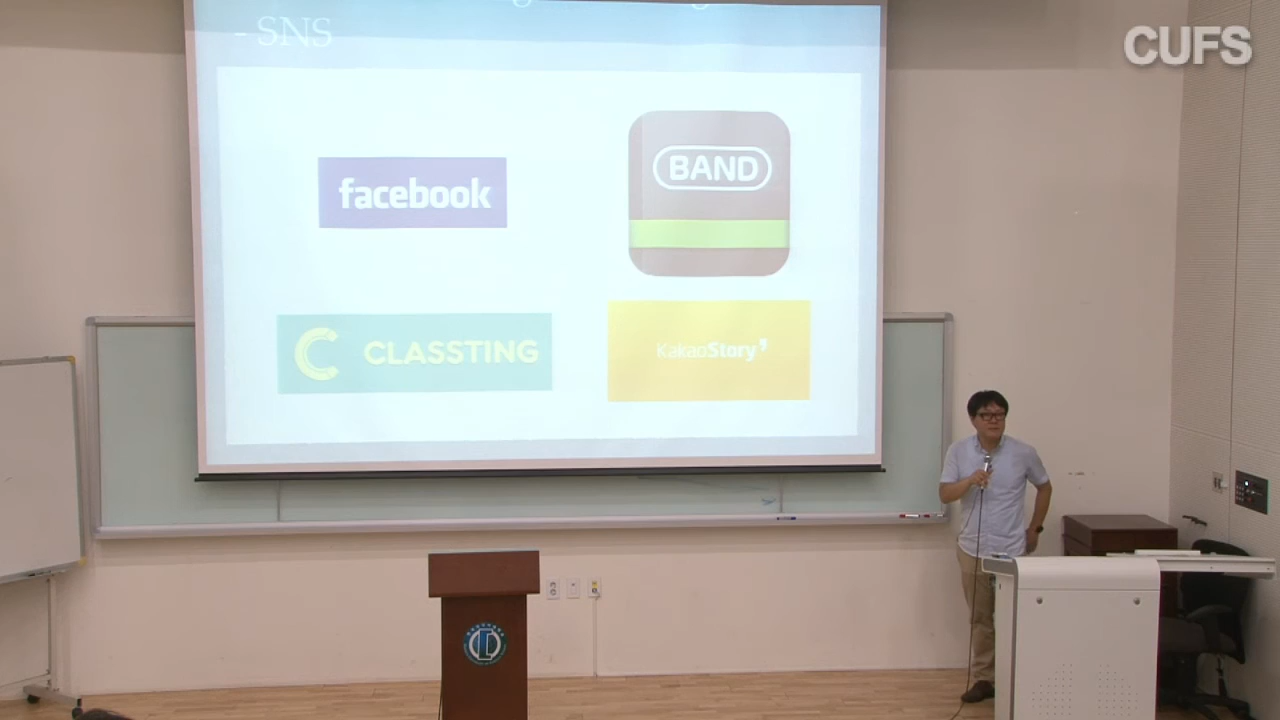 - SNS
CUFS
facebook
BAND
CLASSTING
KakaoStory